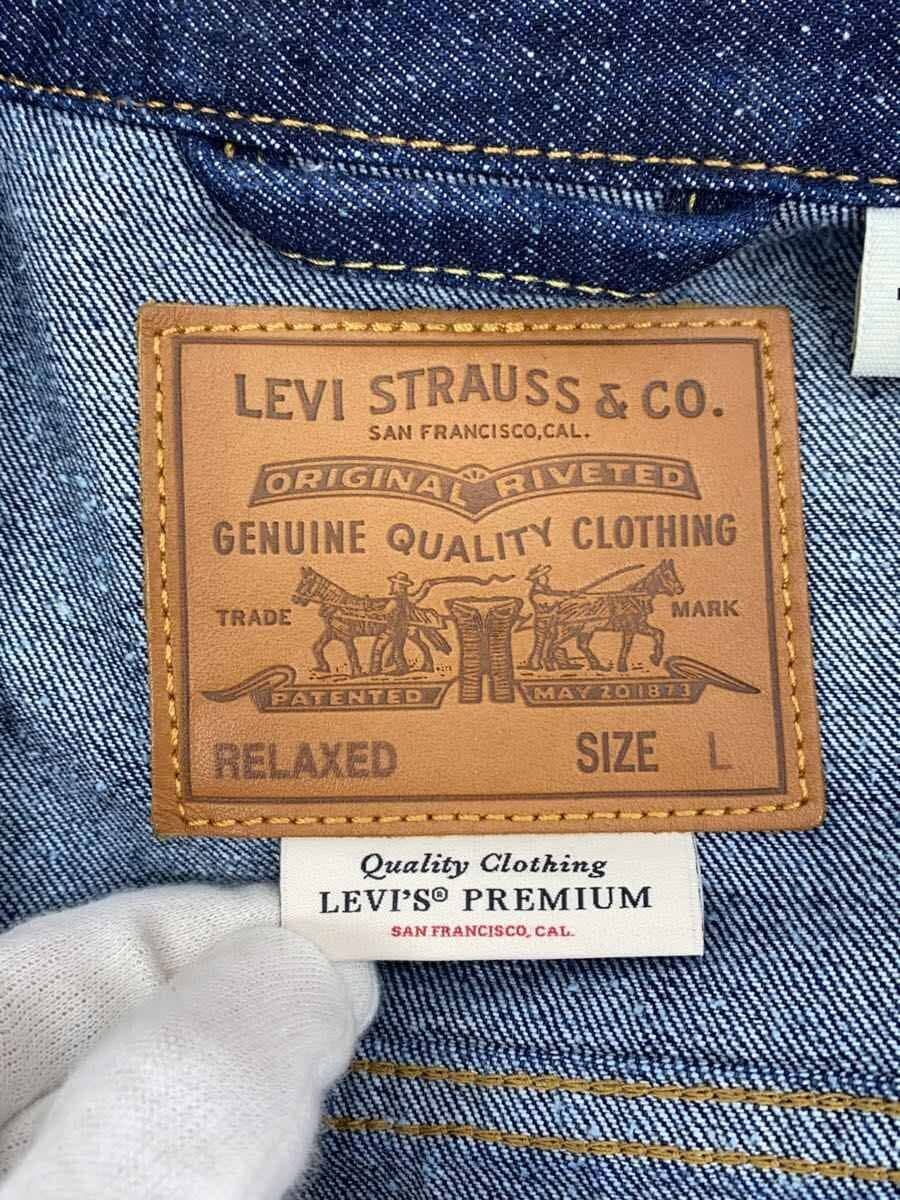 LEVI STRAUSS & CO.
SAN FRANCISCO, CAL.
ORIGINAL RIVETED
GENUINE QUALITY CLOTHING
TRADE MARK
PATENTED MAY 20 1873
RELAXED SIZE L
Quality Clothing
LEVI'S® PREMIUM
SAN FRANCISCO, CAL.